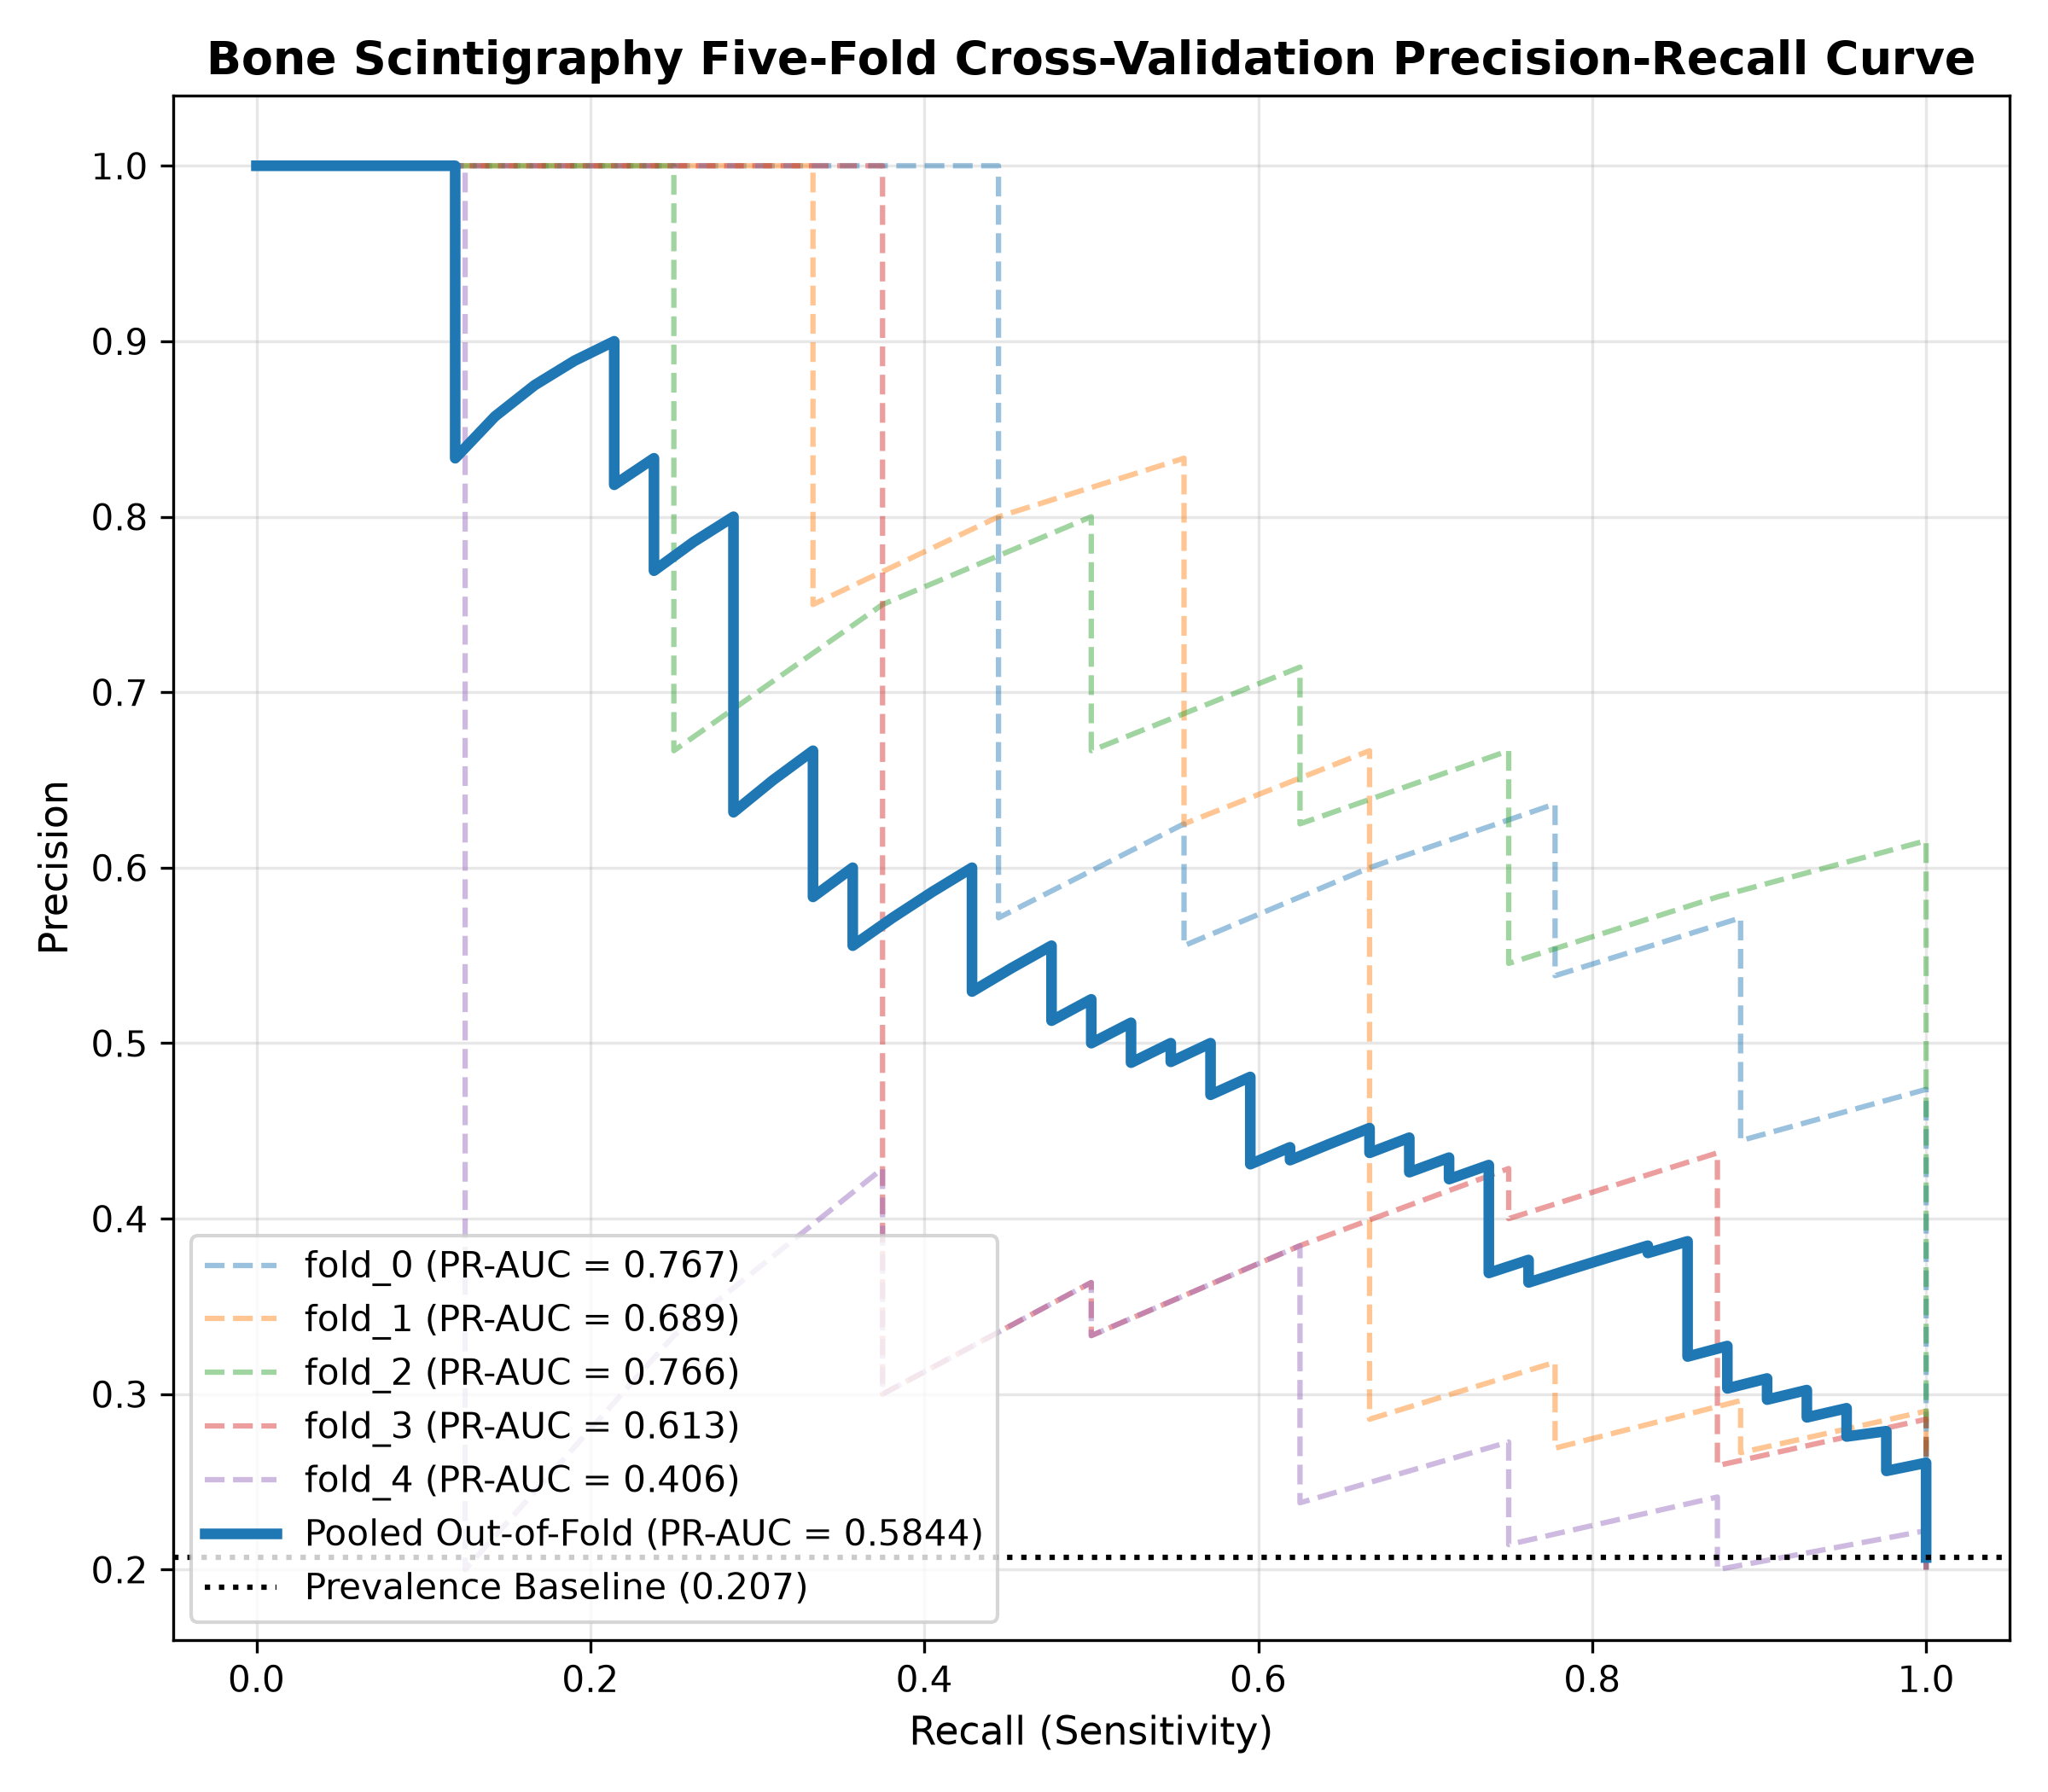 Bone Scintigraphy Five-Fold Cross-Validation Precision-Recall Curve
1.0
0.9
0.8
0.7
0.6
0.5
0.4
0.3
0.2
Precision
fold_0 (PR-AUC = 0.767)
fold_1 (PR-AUC = 0.689)
fold_2 (PR-AUC = 0.766)
fold_3 (PR-AUC = 0.613)
fold_4 (PR-AUC = 0.406)
Pooled Out-of-Fold (PR-AUC = 0.5844)
Prevalence Baseline (0.207)
0.0 0.2 0.4 0.6 0.8 1.0
Recall (Sensitivity)